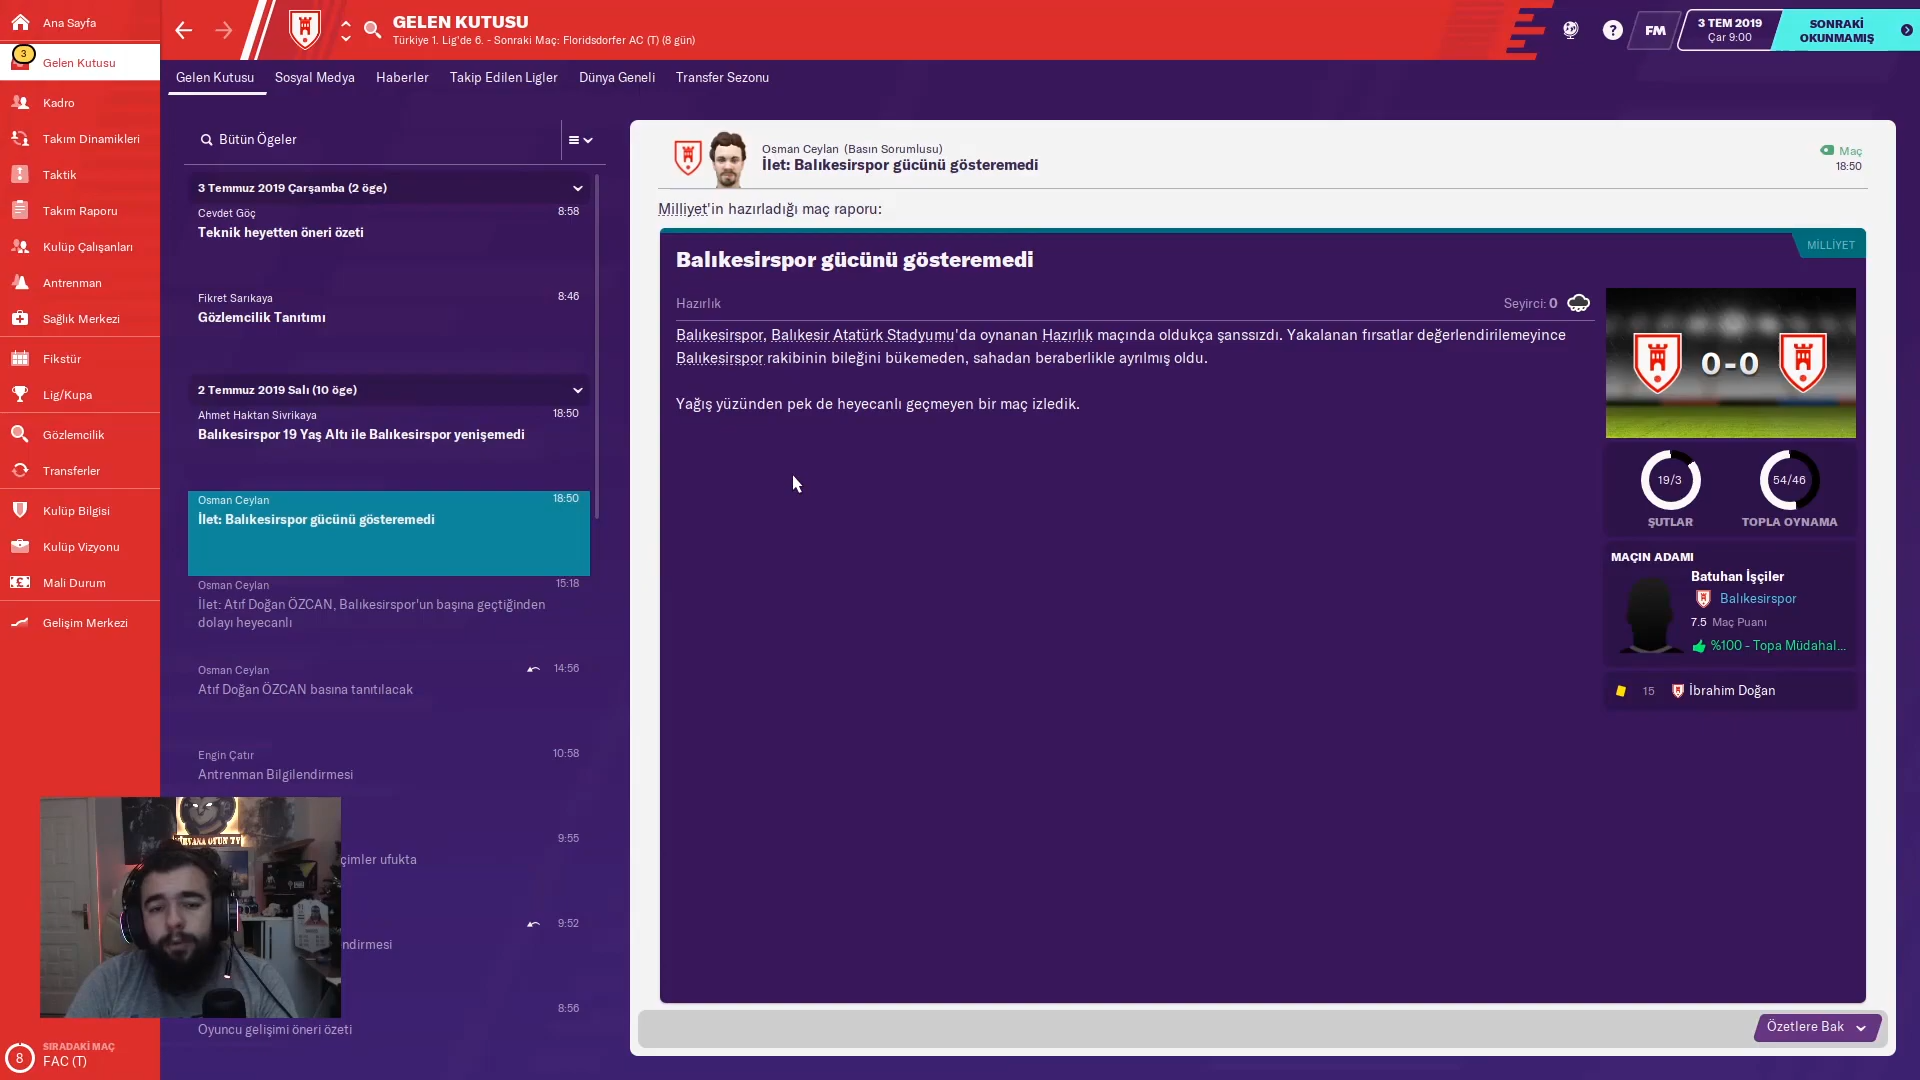 Ana Sayfa
3
Gelen Kutusu
Kadro
Takım Dinamikleri
Taktik
Takım Raporu
Kulüp Çalışanları
Antrenman
Sağlık Merkezi
Fikstür
Lig/Kupa
Gözlemcilik
Transferler
Kulüp Bilgisi
Kulüp Vizyonu
Mali Durum
Gelişim Merkezi
8
SIRADAKİ MAÇ
FAC (T)
GELEN KUTUSU
Türkiye 1. Lig'de 6. - Sonraki Maç: Floridsdorfer AC (T) (8 gün)
?
FM
3 TEM 2019
Çar 9:00
SONRAKİ
OKUNMAMIŞ
Gelen Kutusu
Sosyal Medya
Haberler
Takip Edilen Ligler
Dünya Geneli
Transfer Sezonu
Bütün Ögeler
3 Temmuz 2019 Çarşamba (2 öge)
Cevdet Göç 8:58
Teknik heyetten öneri özeti
Fikret Sarıkaya 8:46
Gözlemcilik Tanıtımı
2 Temmuz 2019 Salı (10 öge)
Ahmet Haktan Sivrikaya 18:50
Balıkesirspor 19 Yaş Altı ile Balıkesirspor yenişemedi
Osman Ceylan 18:50
İlet: Balıkesirspor gücünü gösteremedi
Osman Ceylan 15:18
İlet: Atıf Doğan ÖZCAN, Balıkesirspor'un başına geçtiğinden
dolayı heyecanlı
Osman Ceylan 14:56
Atıf Doğan ÖZCAN basına tanıtılacak
Engin Çatır 10:58
Antrenman Bilgilendirmesi
9:55
çimler ufukta
9:52
endirmesi
8:56
Oyuncu gelişimi öneri özeti
Osman Ceylan (Basın Sorumlusu)
İlet: Balıkesirspor gücünü gösteremedi
Maç
18:50
Milliyet'in hazırladığı maç raporu:
MİLLİYET
Balıkesirspor gücünü gösteremedi
Hazırlık
Seyirci: 0
Balıkesirspor, Balıkesir Atatürk Stadyumu'da oynanan Hazırlık maçında oldukça şanssızdı. Yakalanan fırsatlar değerlendirilemeyince
Balıkesirspor rakibinin bileğini bükemeden, sahadan beraberlikle ayrılmış oldu.
Yağış yüzünden pek de heyecanlı geçmeyen bir maç izledik.
0-0
19/3
54/46
ŞUTLAR
TOPLA OYNAMA
MAÇIN ADAMI
Batuhan İşçiler
Balıkesirspor
7.5 Maç Puanı
%100 - Topa Müdahal...
15 İbrahim Doğan
Özetlere Bak